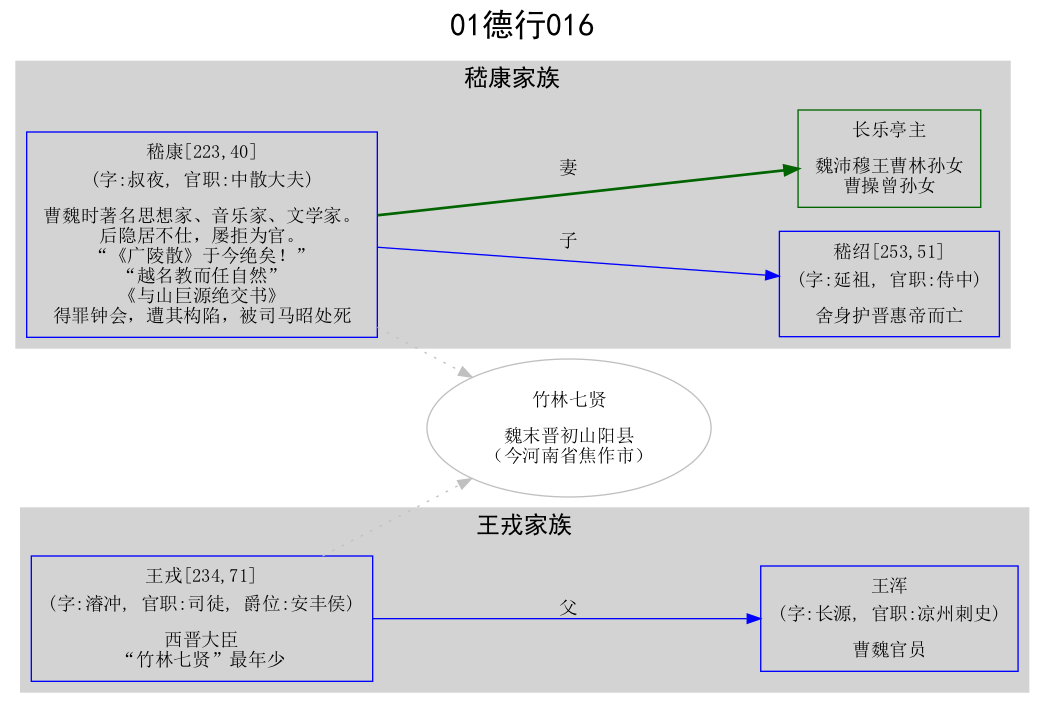 01德行016
嵇康家族
嵇康[223,40]
(字:叔夜, 官职:中散大夫)
曹魏时著名思想家、音乐家、文学家。
后隐居不仕，屡拒为官。
“《广陵散》于今绝矣！”
“越名教而任自然”
《与山巨源绝交书》
得罪钟会，遭其构陷，被司马昭处死
妻
长乐亭主
魏沛穆王曹林孙女
曹操曾孙女
子
嵇绍[253,51]
(字:延祖, 官职:侍中)
舍身护晋惠帝而亡
竹林七贤
魏末晋初山阳县
（今河南省焦作市）
王戎家族
王戎[234,71]
(字:濬冲, 官职:司徒, 爵位:安丰侯)
西晋大臣
“竹林七贤”最年少
父
王浑
(字:长源, 官职:凉州刺史)
曹魏官员